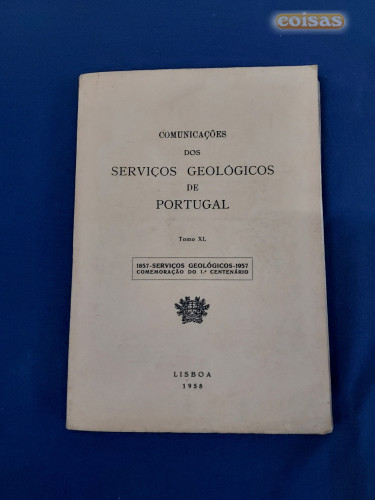 coisas
COMUNICAÇÕES
DOS
SERVIÇOS GEOLÓGICOS
DE
PORTUGAL
Tomo XL
1857-SERVIÇOS GEOLÓGICOS-1957
COMEMORAÇÃO DO 1.º CENTENÁRIO
LISBOA
1958